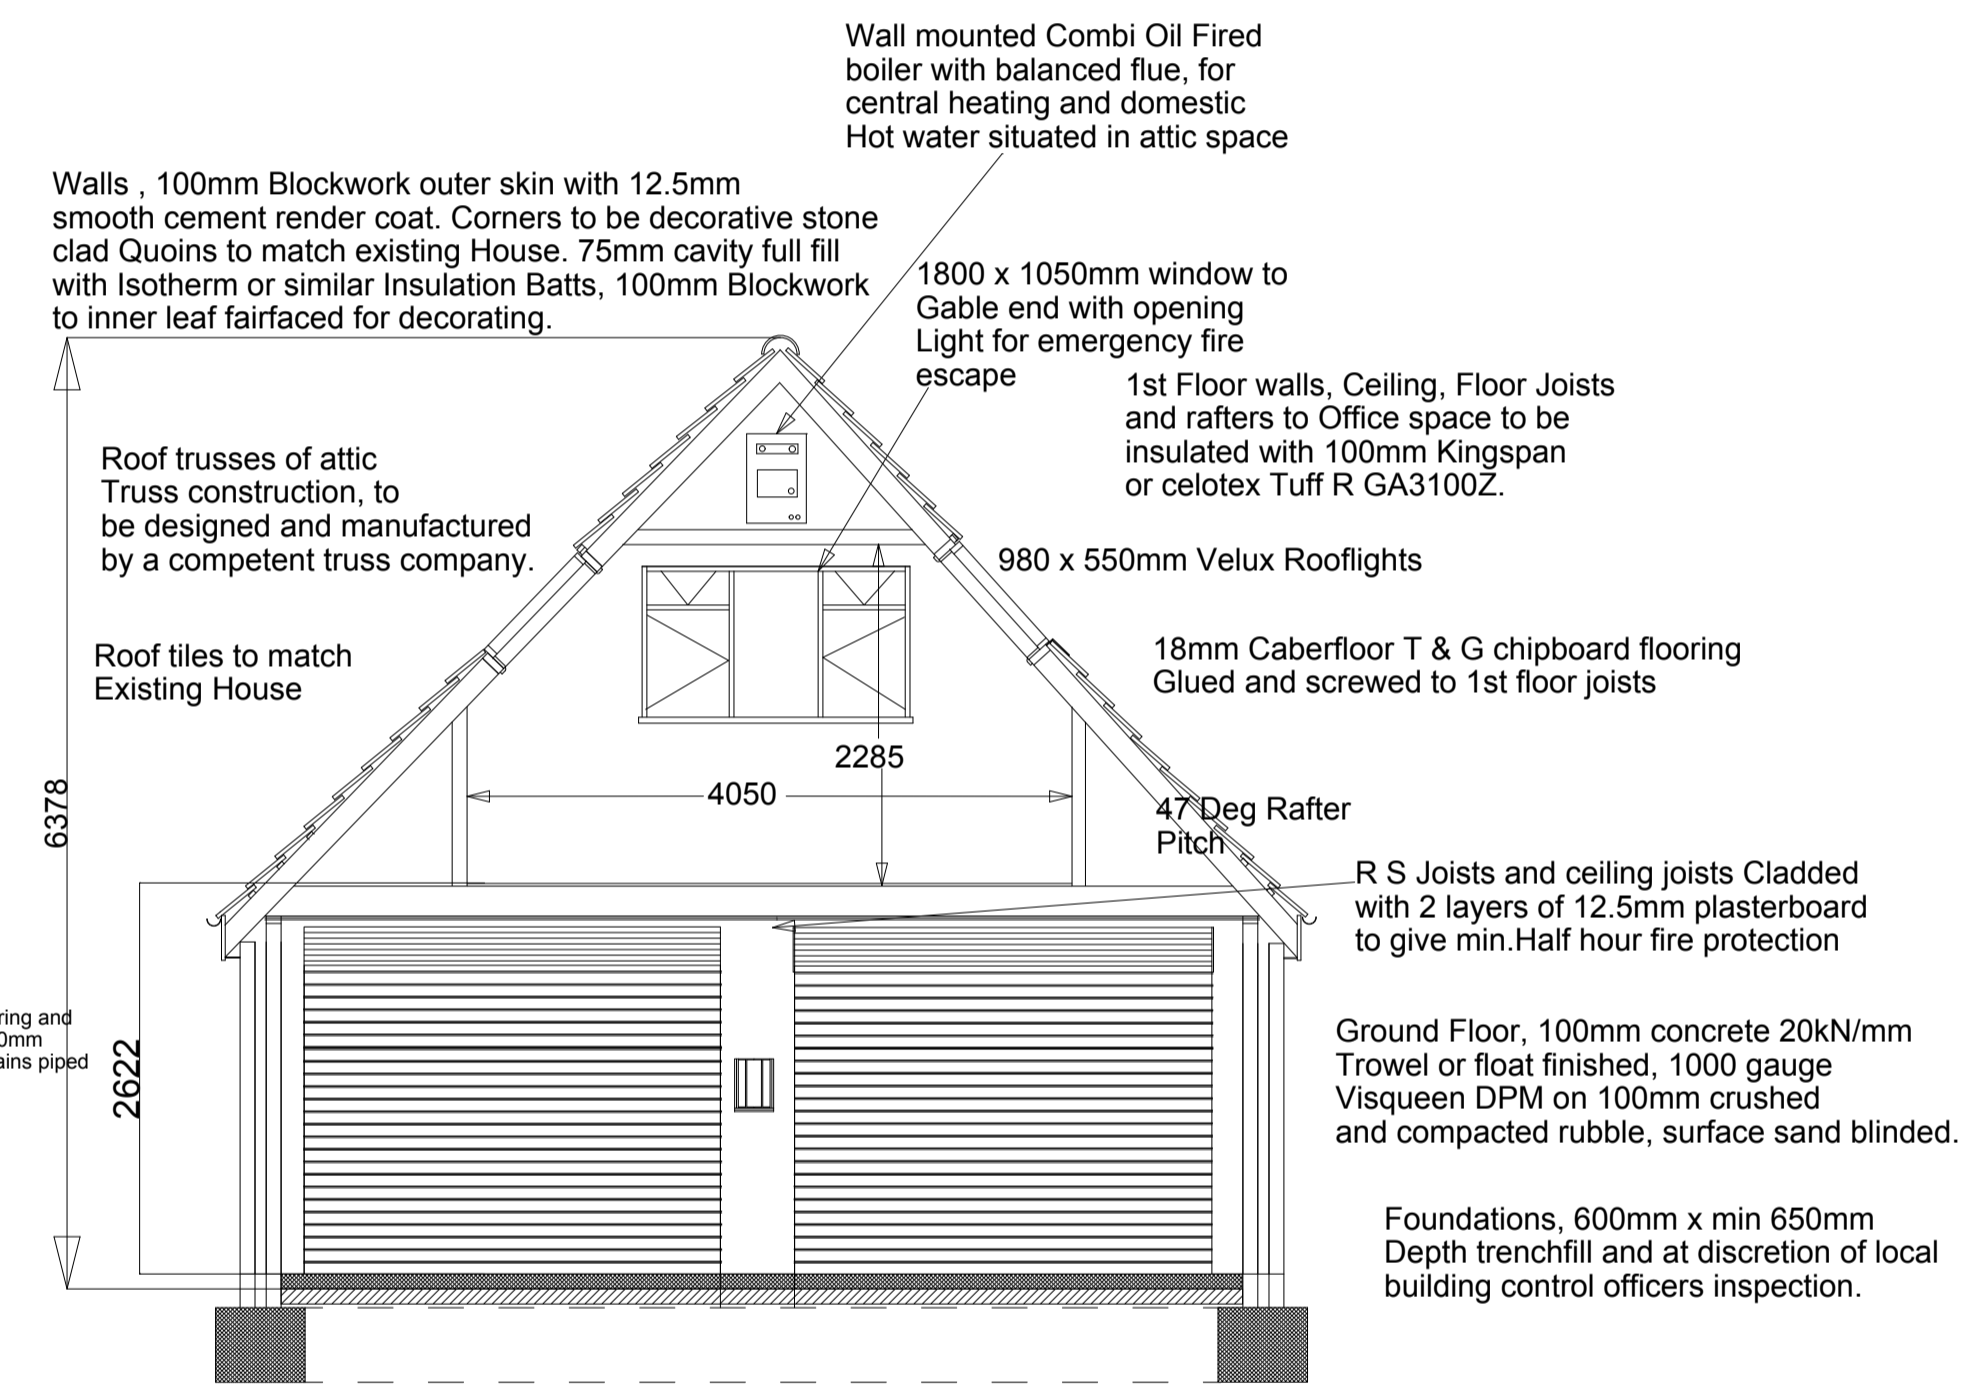 Wall mounted Combi Oil Fired
boiler with balanced flue, for
central heating and domestic
Hot water situated in attic space
Walls , 100mm Blockwork outer skin with 12.5mm
smooth cement render coat. Corners to be decorative stone
clad Quoins to match existing House. 75mm cavity full fill
with Isotherm or similar Insulation Batts, 100mm Blockwork
to inner leaf fairfaced for decorating.
1800 x 1050mm window to
Gable end with opening
Light for emergency fire
escape
1st Floor walls, Ceiling, Floor Joists
and rafters to Office space to be
insulated with 100mm Kingspan
or celotex Tuff R GA3100Z.
Roof trusses of attic
Truss construction, to
be designed and manufactured
by a competent truss company.
980 x 550mm Velux Rooflights
Roof tiles to match
Existing House
18mm Caberfloor T & G chipboard flooring
Glued and screwed to 1st floor joists
2285
4050
6378
47 Deg Rafter
Pitch
R S Joists and ceiling joists Cladded
with 2 layers of 12.5mm plasterboard
to give min.Half hour fire protection
ring and
0mm
ains piped
2622
Ground Floor, 100mm concrete 20kN/mm
Trowel or float finished, 1000 gauge
Visqueen DPM on 100mm crushed
and compacted rubble, surface sand blinded.
Foundations, 600mm x min 650mm
Depth trenchfill and at discretion of local
building control officers inspection.